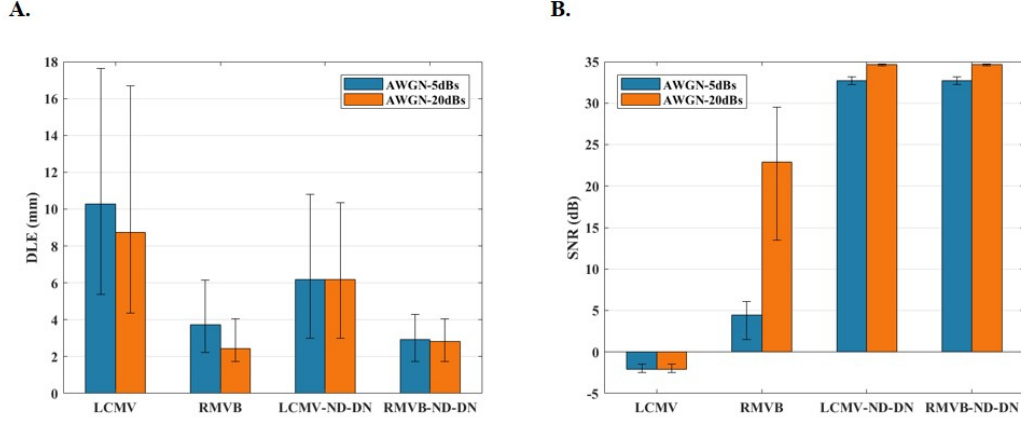 A.
B.
18
16
14
12
10
8
6
4
2
0
DLE (mm)
AWGN-5dBs
AWGN-20dBs
LCMV
RMVB
LCMV-ND-DN
RMVB-ND-DN
35
30
25
20
15
10
5
0
-5
SNR (dB)
AWGN-5dBs
AWGN-20dBs
LCMV
RMVB
LCMV-ND-DN
RMVB-ND-DN